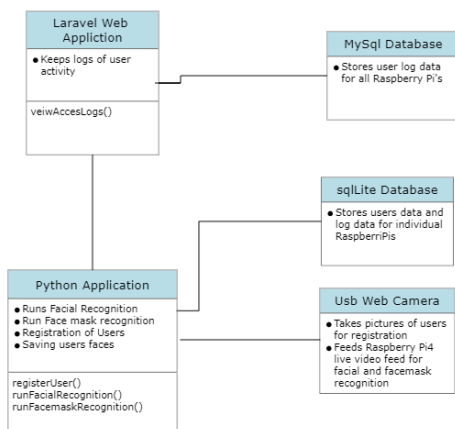 Laravel Web
Appliction
Keeps logs of user
activity
veiwAccesLogs()
MySql Database
Stores user log data
for all Raspberry Pi's
sqlLite Database
Stores users data and
log data for individual
RaspberriPis
Python Application
Runs Facial Recognition
Run Face mask recognition
Registration of Users
Saving users faces
registerUser()
runFacialRecognition()
runFacemaskRecognition()
Usb Web Camera
Takes pictures of users
for registration
Feeds Raspberry Pi4
live video feed for
facial and facemask
recognition